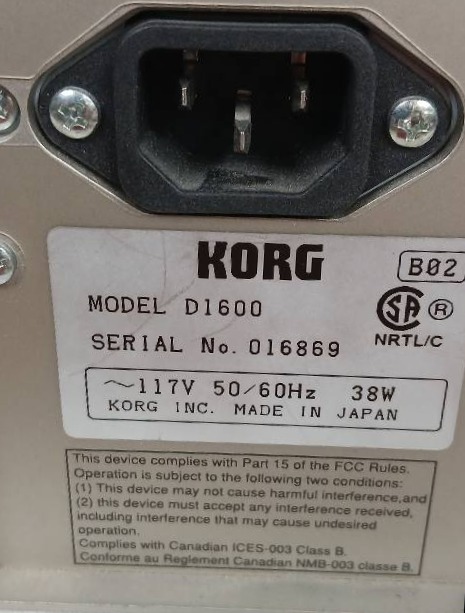 KORG
B02
MODEL D1600
SA ®
SERIAL No. 016869
NRTL/C
~117V 50/60Hz 38W
KORG INC. MADE IN JAPAN
This device complies with Part 15 of the FCC Rules.
Operation is subject to the following two conditions:
(1) This device may not cause harmful interference,and
(2) this device must accept any interference received,
including interference that may cause undesired
operation.
Complies with Canadian ICES-003 Class B.
Conforme au Reglement Canadian NMB-003 classe B.